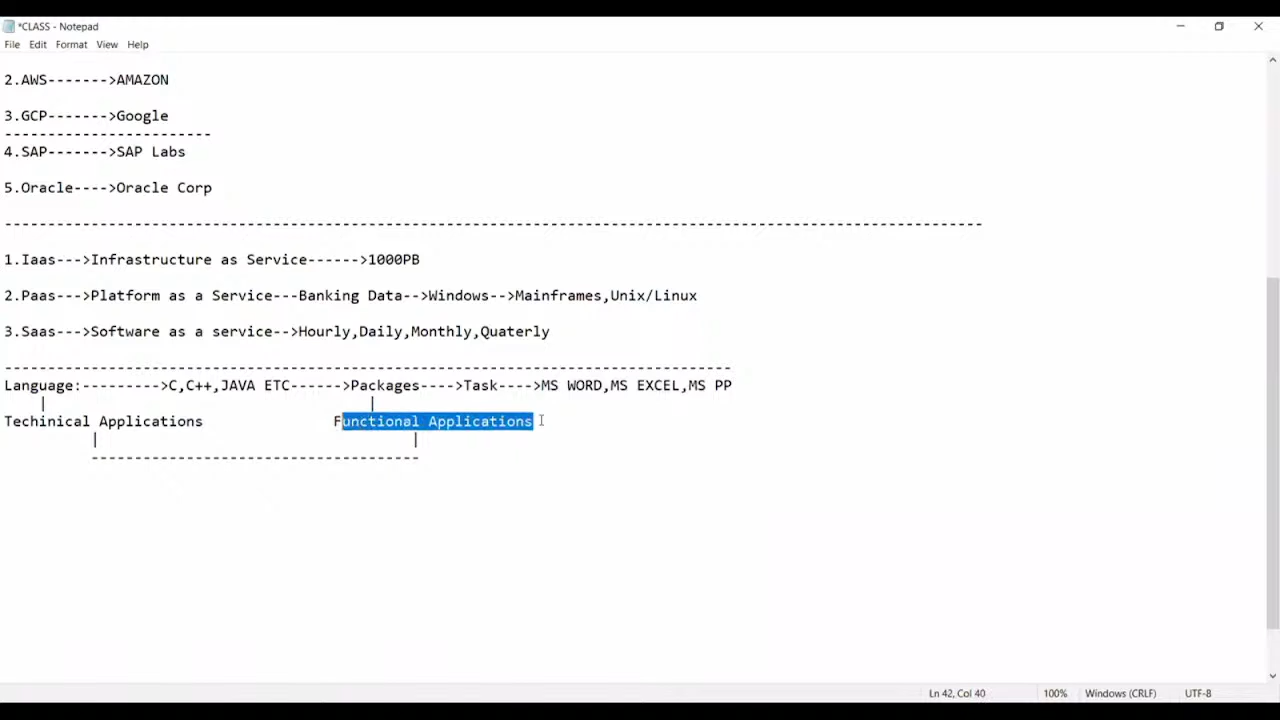 *CLASS - Notepad
File Edit Format View Help
2.AWS------->AMAZON
3.GCP------->Google
------------------------
4.SAP------->SAP Labs
5.Oracle---->Oracle Corp
-----------------------------------------------------------------------------------------------------------------
1.Iaas--->Infrastructure as Service------>1000PB
2.Paas--->Platform as a Service---Banking Data-->Windows-->Mainframes,Unix/Linux
3.Saas--->Software as a service-->Hourly,Daily,Monthly,Quaterly
------------------------------------------------------------------------------------
Language:--------->C,C++,JAVA ETC------>Packages---->Task---->MS WORD,MS EXCEL,MS PP
| |
Techinical Applications Functional Applications
| |
--------------------------------------
Ln 42, Col 40 100% Windows (CRLF) UTF-8